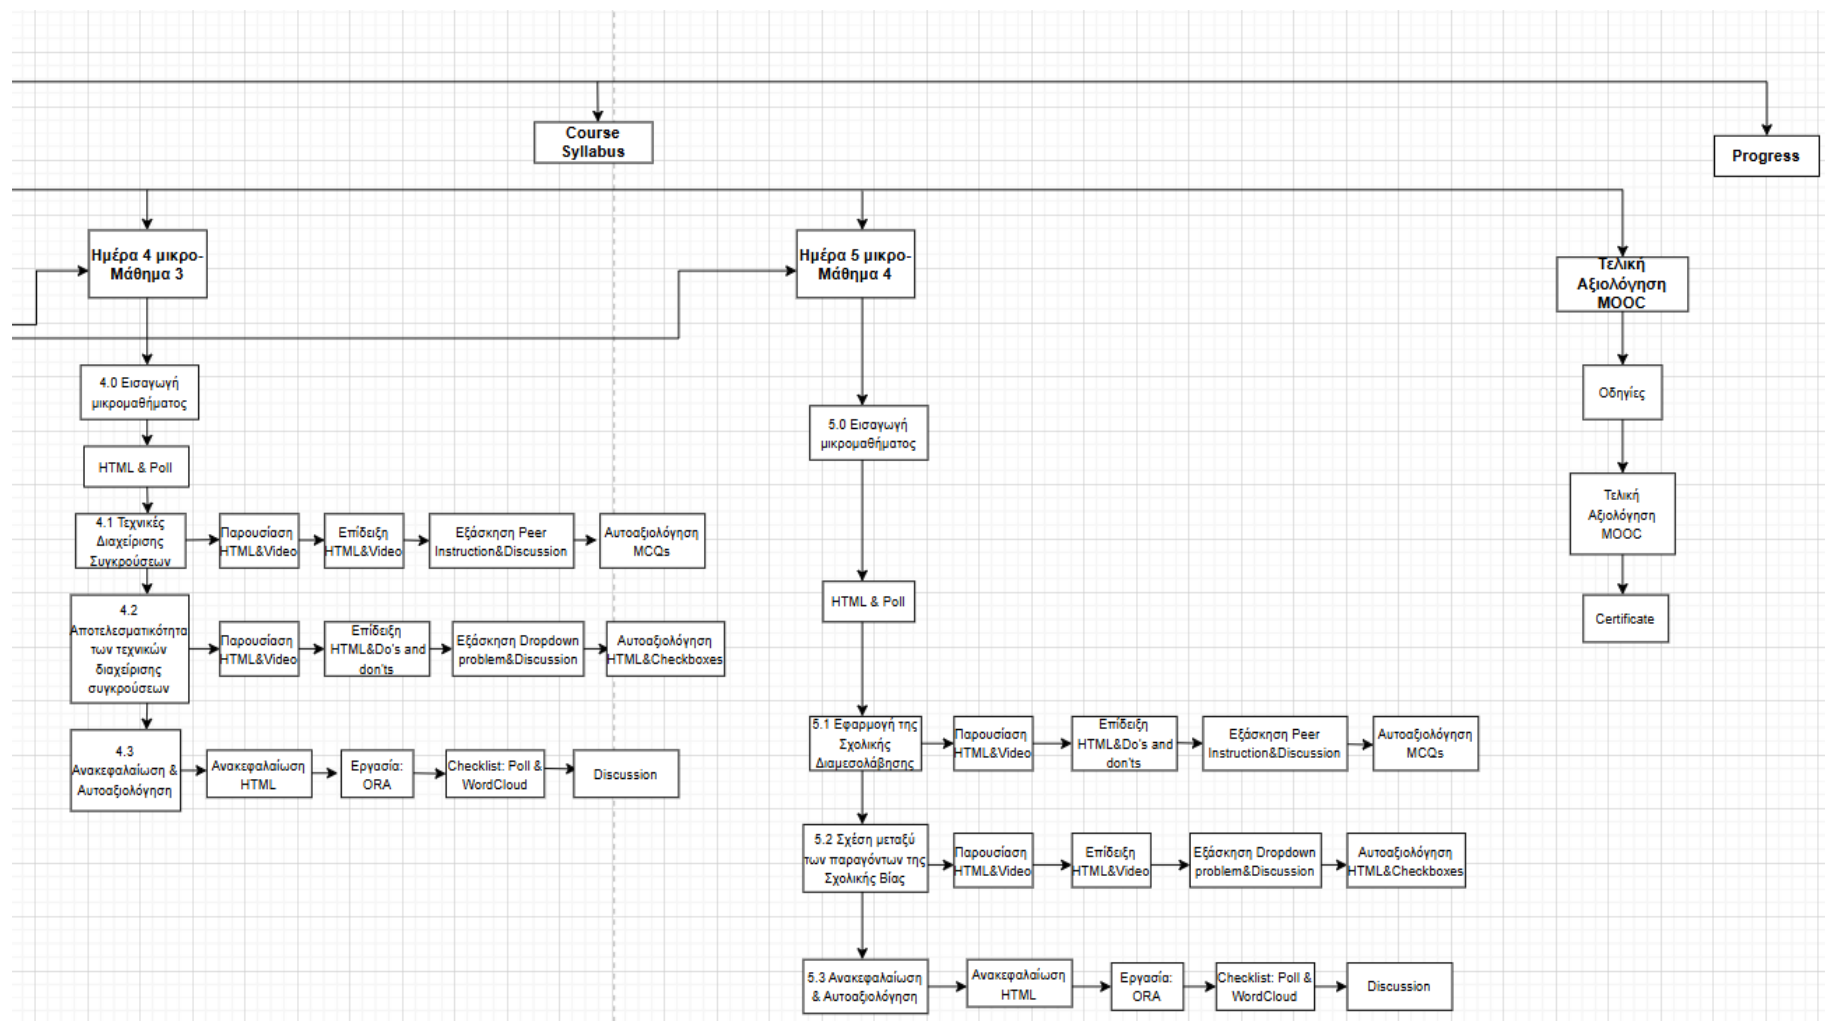 Course
Syllabus
Progress
Ημέρα 4 μικρο-
Μάθημα 3
Ημέρα 5 μικρο-
Μάθημα 4
Τελική
Αξιολόγηση
MOOC
4.0 Εισαγωγή
μικρομαθήματος
HTML & Poll
4.1 Τεχνικές
Διαχείρισης
Συγκρούσεων
Παρουσίαση
HTML&Video
Επίδειξη
HTML&Video
Εξάσκηση Peer
Instruction&Discussion
Αυτοαξιολόγηση
MCQs
4.2
Αποτελεσματικότητα
των τεχνικών
διαχείρισης
συγκρούσεων
Παρουσίαση
HTML&Video
Επίδειξη
HTML&Do's and
don'ts
Εξάσκηση Dropdown
problem&Discussion
Αυτοαξιολόγηση
HTML&Checkboxes
4.3
Ανακεφαλαίωση &
Αυτοαξιολόγηση
Ανακεφαλαίωση
HTML
Εργασία:
ORA
Checklist: Poll &
WordCloud
Discussion
5.0 Εισαγωγή
μικρομαθήματος
HTML & Poll
5.1 Εφαρμογή της
Σχολικής
Διαμεσολάβησης
Παρουσίαση
HTML&Video
Επίδειξη
HTML&Do's and
don'ts
Εξάσκηση Peer
Instruction&Discussion
Αυτοαξιολόγηση
MCQs
5.2 Σχέση μεταξύ
των παραγόντων της
Σχολικής Βίας
Παρουσίαση
HTML&Video
Επίδειξη
HTML&Video
Εξάσκηση Dropdown
problem&Discussion
Αυτοαξιολόγηση
HTML&Checkboxes
5.3 Ανακεφαλαίωση
& Αυτοαξιολόγηση
Ανακεφαλαίωση
HTML
Εργασία:
ORA
Checklist: Poll &
WordCloud
Discussion
Οδηγίες
Τελική
Αξιολόγηση
MOOC
Certificate